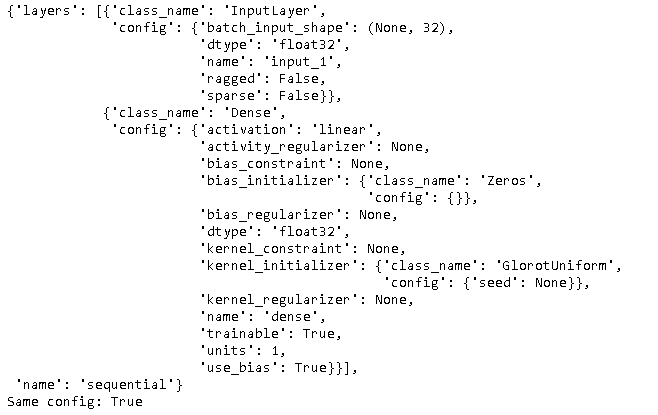 {'layers': [{'class_name': 'InputLayer',
'config': {'batch_input_shape': (None, 32),
'dtype': 'float32',
'name': 'input_1',
'ragged': False,
'sparse': False}},
{'class_name': 'Dense',
'config': {'activation': 'linear',
'activity_regularizer': None,
'bias_constraint': None,
'bias_initializer': {'class_name': 'Zeros',
'config': {}},
'bias_regularizer': None,
'dtype': 'float32',
'kernel_constraint': None,
'kernel_initializer': {'class_name': 'GlorotUniform',
'config': {'seed': None}},
'kernel_regularizer': None,
'name': 'dense',
'trainable': True,
'units': 1,
'use_bias': True}}],
'name': 'sequential'}
Same config: True